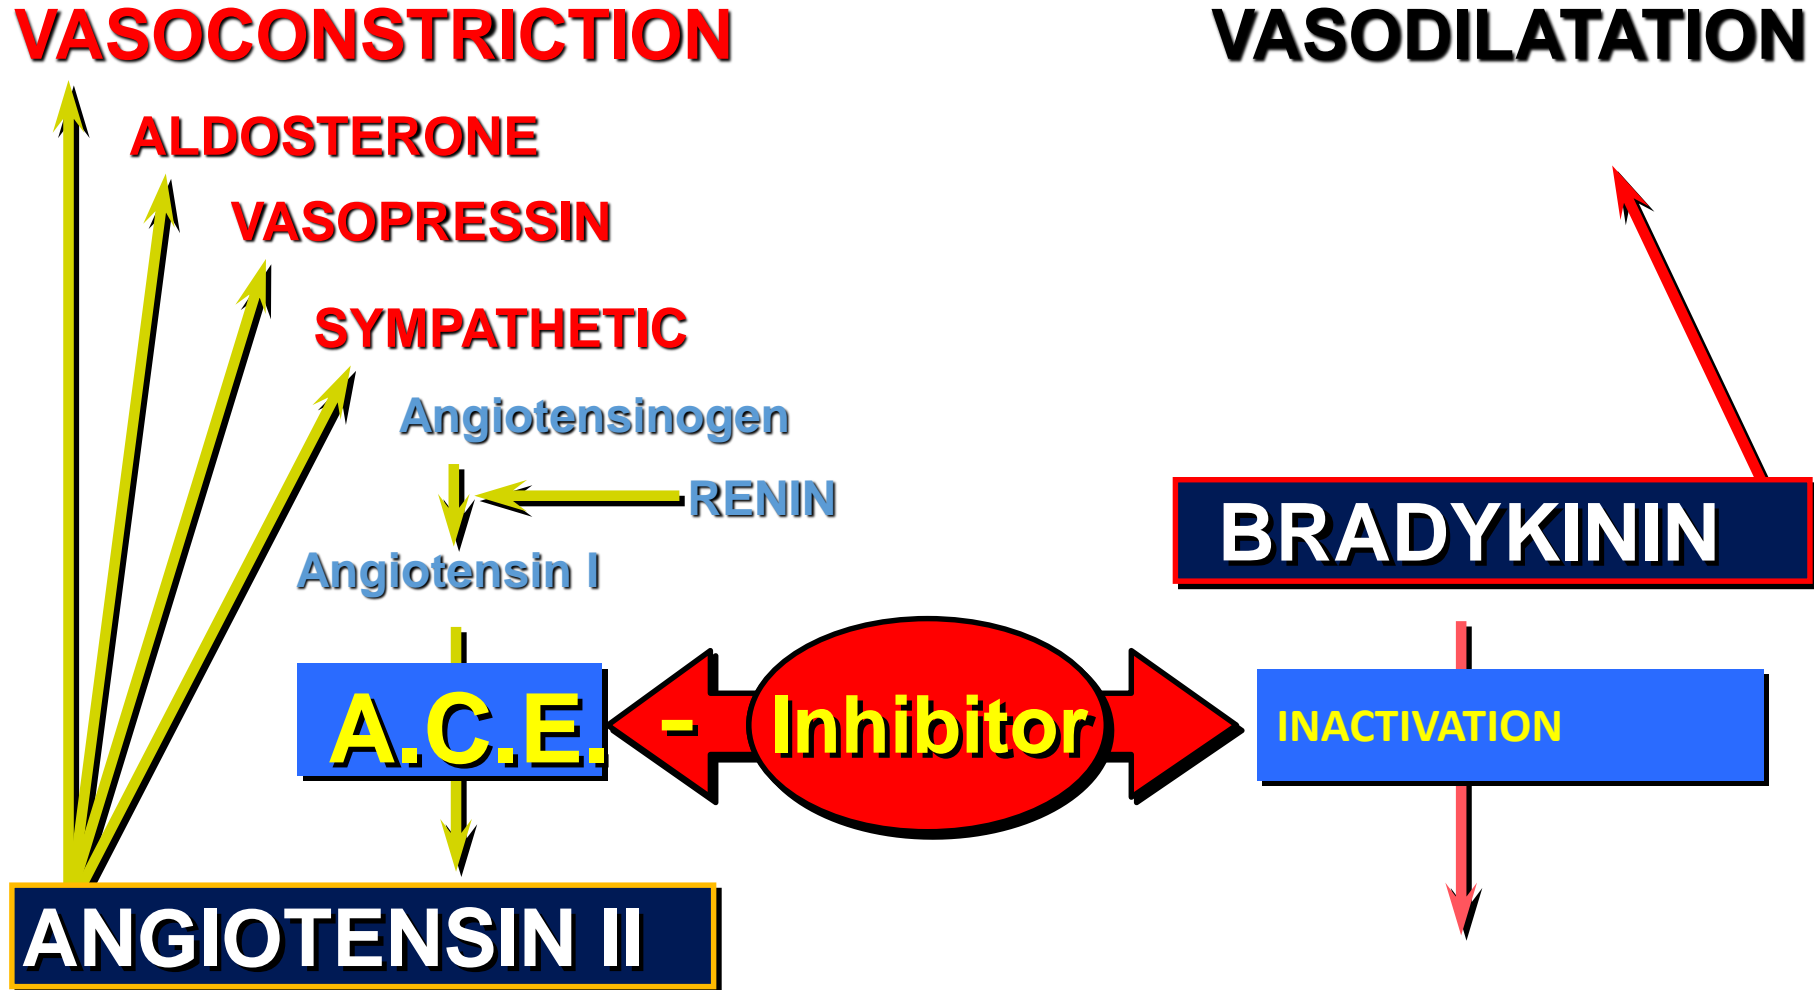 VASOCONSTRICTION
VASODILATATION
ALDOSTERONE
VASOPRESSIN
SYMPATHETIC
Angiotensinogen
RENIN
Angiotensin I
BRADYKININ
A.C.E.
-
Inhibitor
INACTIVATION
ANGIOTENSIN II